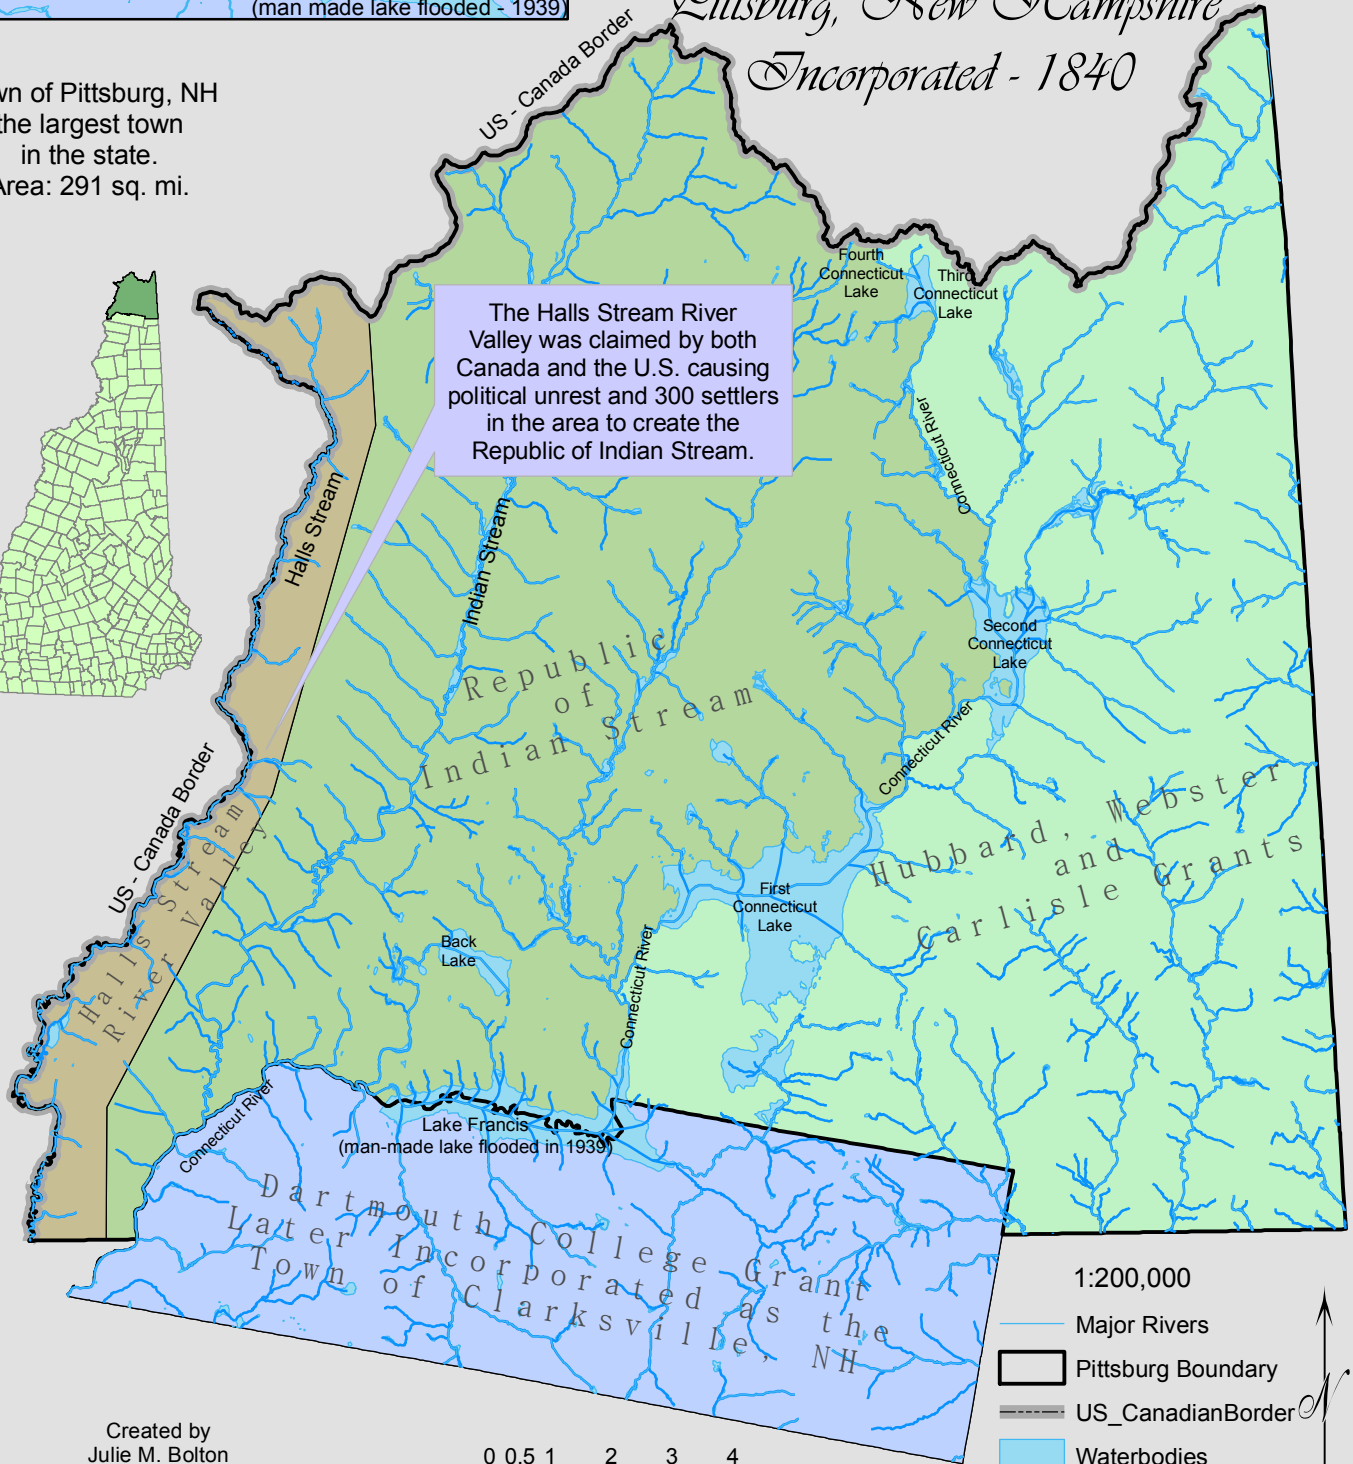 (man made lake flooded - 1939)
Pittsburg, New Hampshire
Incorporated - 1840
of Pittsburg, NH
the largest town
in the state.
Area: 291 sq. mi.
US - Canada Border
Fourth
Connecticut
Lake
Third
Connecticut
Lake
The Halls Stream River
Valley was claimed by both
Canada and the U.S. causing
political unrest and 300 settlers
in the area to create the
Republic of Indian Stream.
Connecticut River
Halls Stream
Indian Stream
Second
Connecticut
Lake
Republic
of
Indian Stream
Connecticut River
US - Canada Border
Halls Stream
River Valley
Hubbard, Webster
and
Carlisle Grants
First
Connecticut
Lake
Back
Lake
Connecticut River
Connecticut River
Lake Francis
(man-made lake flooded in 1939)
Dartmouth College Grant
Later Incorporated as the
Town of Clarksville, NH
1:200,000
Major Rivers
Pittsburg Boundary
US_CanadianBorder
Waterbodies
N
Created by
Julie M. Bolton
0 0.5 1 2 3 4